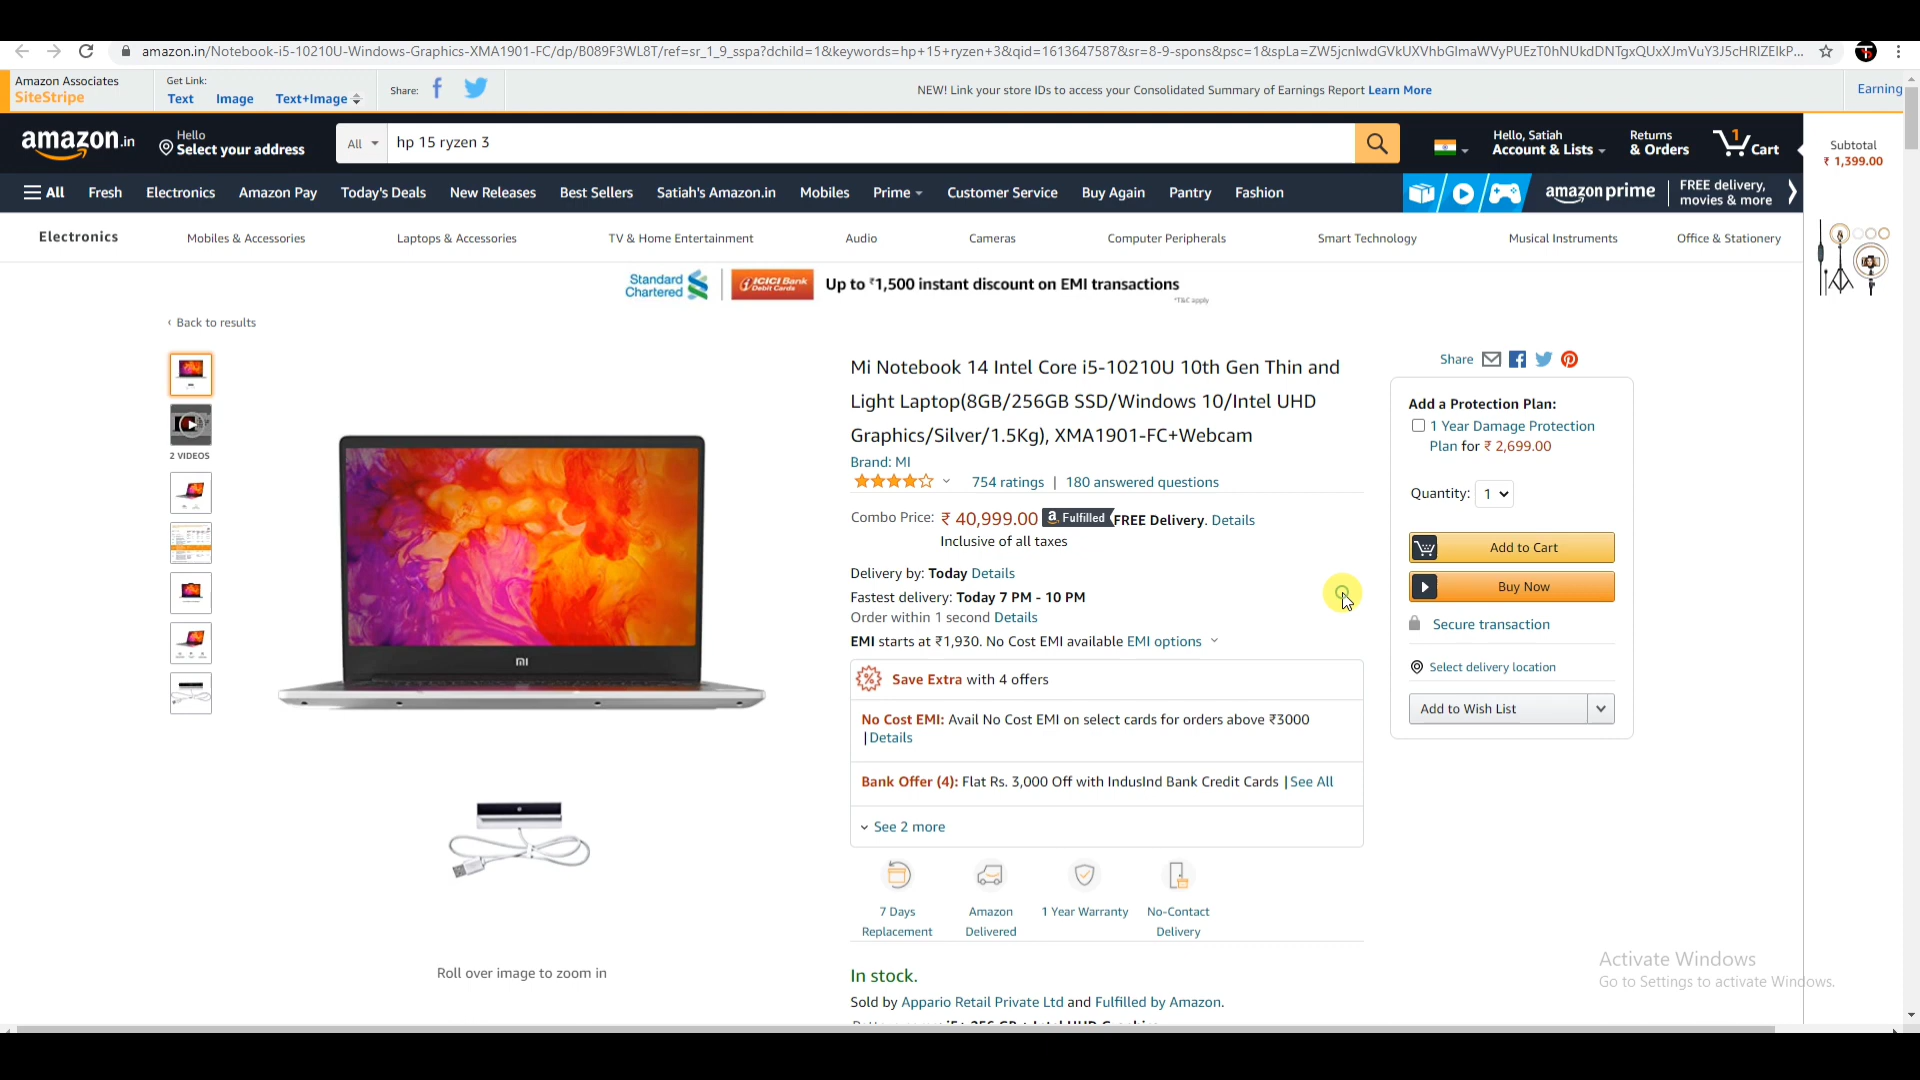 amazon.in/Notebook-i5-10210U-Windows-Graphics-XMA1901-FC/dp/B089F3WL8T/ref=sr_1_9_sspa?dchild=1&keywords=hp+15+ryzen+3&qid=1613647587&sr=8-9-spons&psc=1&spLa=ZW5jcnlwdGVkUXVhbGlmaWVyPUEzT0hNUkdDNTgxQUxXJmVuY3J5cHRlZElkP...
Amazon Associates
SiteStripe
Get Link:
Text Image Text+Image
Share:
NEW! Link your store IDs to access your Consolidated Summary of Earnings Report Learn More
Earning
amazon.in
Hello
Select your address
All
hp 15 ryzen 3
Hello, Satiah
Account & Lists
Returns
& Orders
1
Cart
Subtotal
₹ 1,399.00
All Fresh Electronics Amazon Pay Today's Deals New Releases Best Sellers Satiah's Amazon.in Mobiles Prime Customer Service Buy Again Pantry Fashion
amazon prime
FREE delivery,
movies & more
Electronics Mobiles & Accessories Laptops & Accessories TV & Home Entertainment Audio Cameras Computer Peripherals Smart Technology Musical Instruments Office & Stationery
Standard
Chartered
ICICI Bank
Debit Cards
Up to ₹1,500 instant discount on EMI transactions
*T&C apply
‹ Back to results
2 VIDEOS
mi
Roll over image to zoom in
Mi Notebook 14 Intel Core i5-10210U 10th Gen Thin and
Light Laptop(8GB/256GB SSD/Windows 10/Intel UHD
Graphics/Silver/1.5Kg), XMA1901-FC+Webcam
Brand: MI
754 ratings | 180 answered questions
Combo Price: ₹ 40,999.00 a Fulfilled FREE Delivery. Details
Inclusive of all taxes
Delivery by: Today Details
Fastest delivery: Today 7 PM - 10 PM
Order within 1 second Details
EMI starts at ₹1,930. No Cost EMI available EMI options
% Save Extra with 4 offers
No Cost EMI: Avail No Cost EMI on select cards for orders above ₹3000
|Details
Bank Offer (4): Flat Rs. 3,000 Off with IndusInd Bank Credit Cards |See All
See 2 more
7 Days
Replacement
Amazon
Delivered
1 Year Warranty
No-Contact
Delivery
In stock.
Sold by Appario Retail Private Ltd and Fulfilled by Amazon.
Share
Add a Protection Plan:
1 Year Damage Protection
Plan for ₹ 2,699.00
Quantity: 1
Add to Cart
Buy Now
Secure transaction
Select delivery location
Add to Wish List
Activate Windows
Go to Settings to activate Windows.